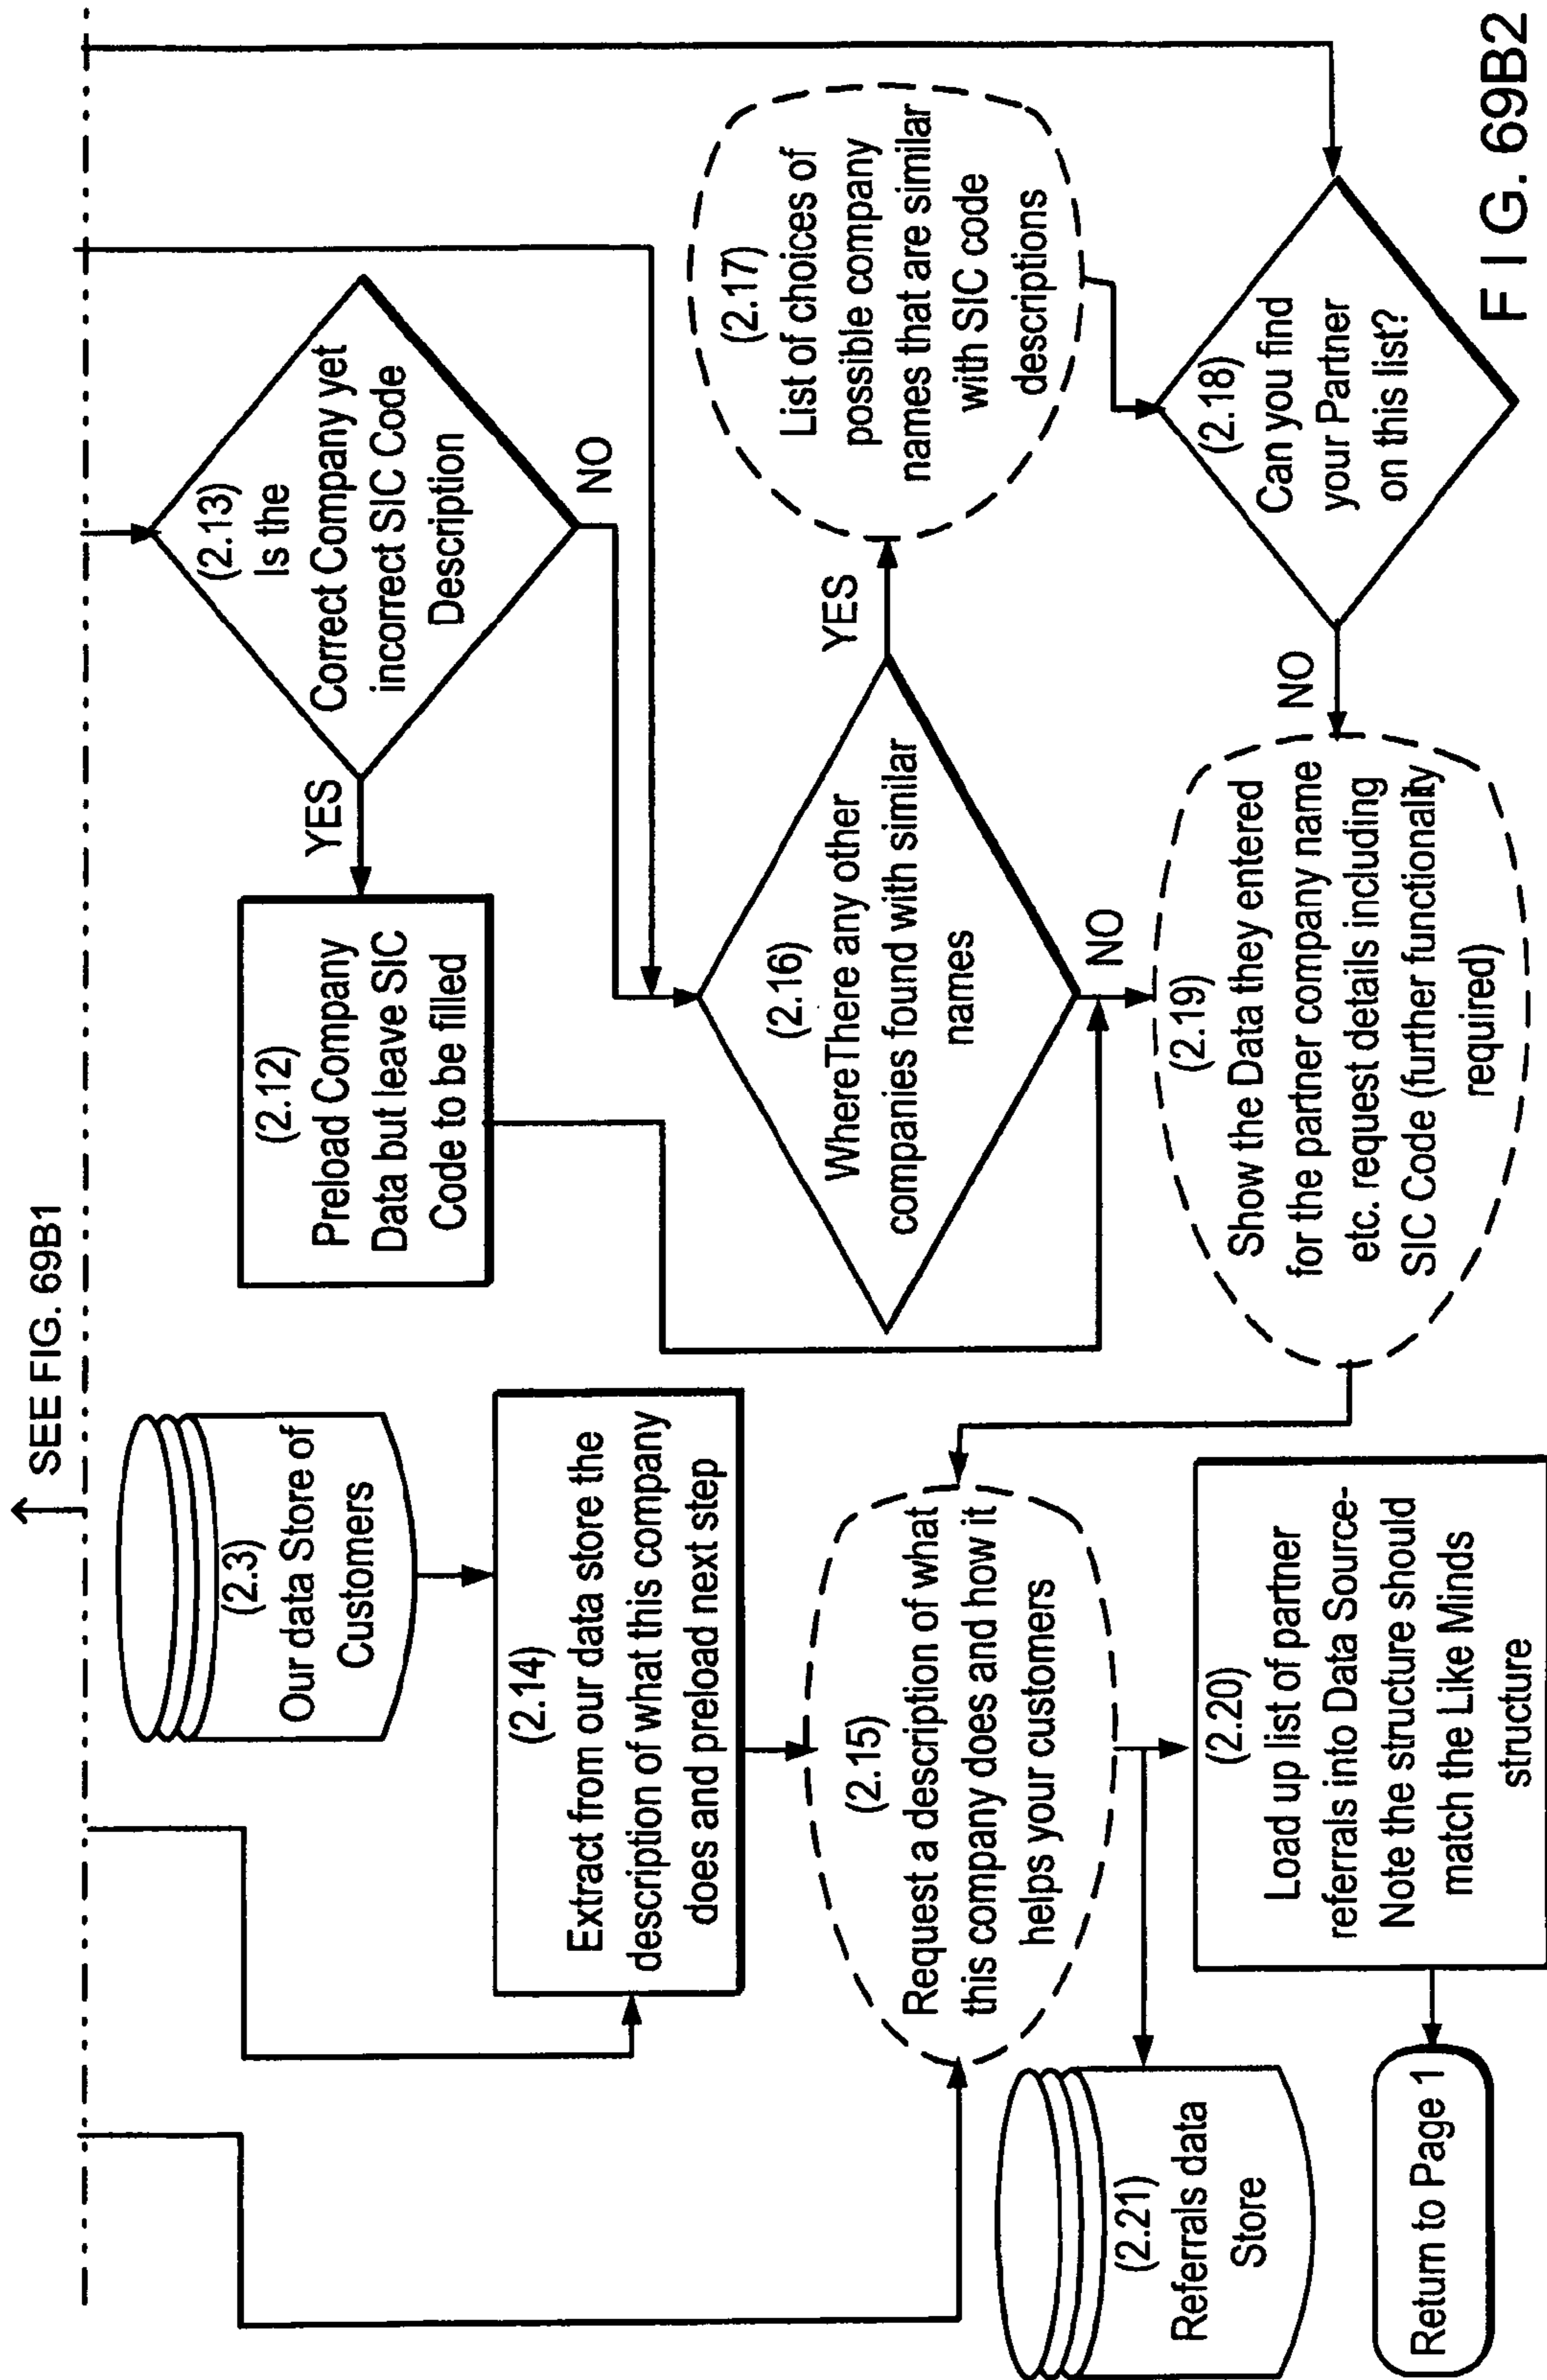 SEE FIG. 69B1
(2.3)
Our data Store of
Customers
(2.14)
Extract from our data store the
description of what this company
does and preload next step
(2.15)
Request a description of what
this company does and how it
helps your customers
(2.21)
Referrals data
Store
(2.20)
Load up list of partner
referrals into Data Source-
Note the structure should
match the Like Minds
structure
Return to Page 1
(2.12)
Preload Company
Data but leave SIC
Code to be filled
YES
(2.13)
Is the
Correct Company yet
incorrect SIC Code
Description
NO
(2.16)
WhereThere any other
companies found with similar
names
YES
NO
(2.17)
List of choices of
possible company
names that are similar
with SIC code
descriptions
(2.18)
Can you find
your Partner
on this list?
NO
(2.19)
Show the Data they entered
for the partner company name
etc. request details including
SIC Code (further functionality
required)
FIG. 69B2